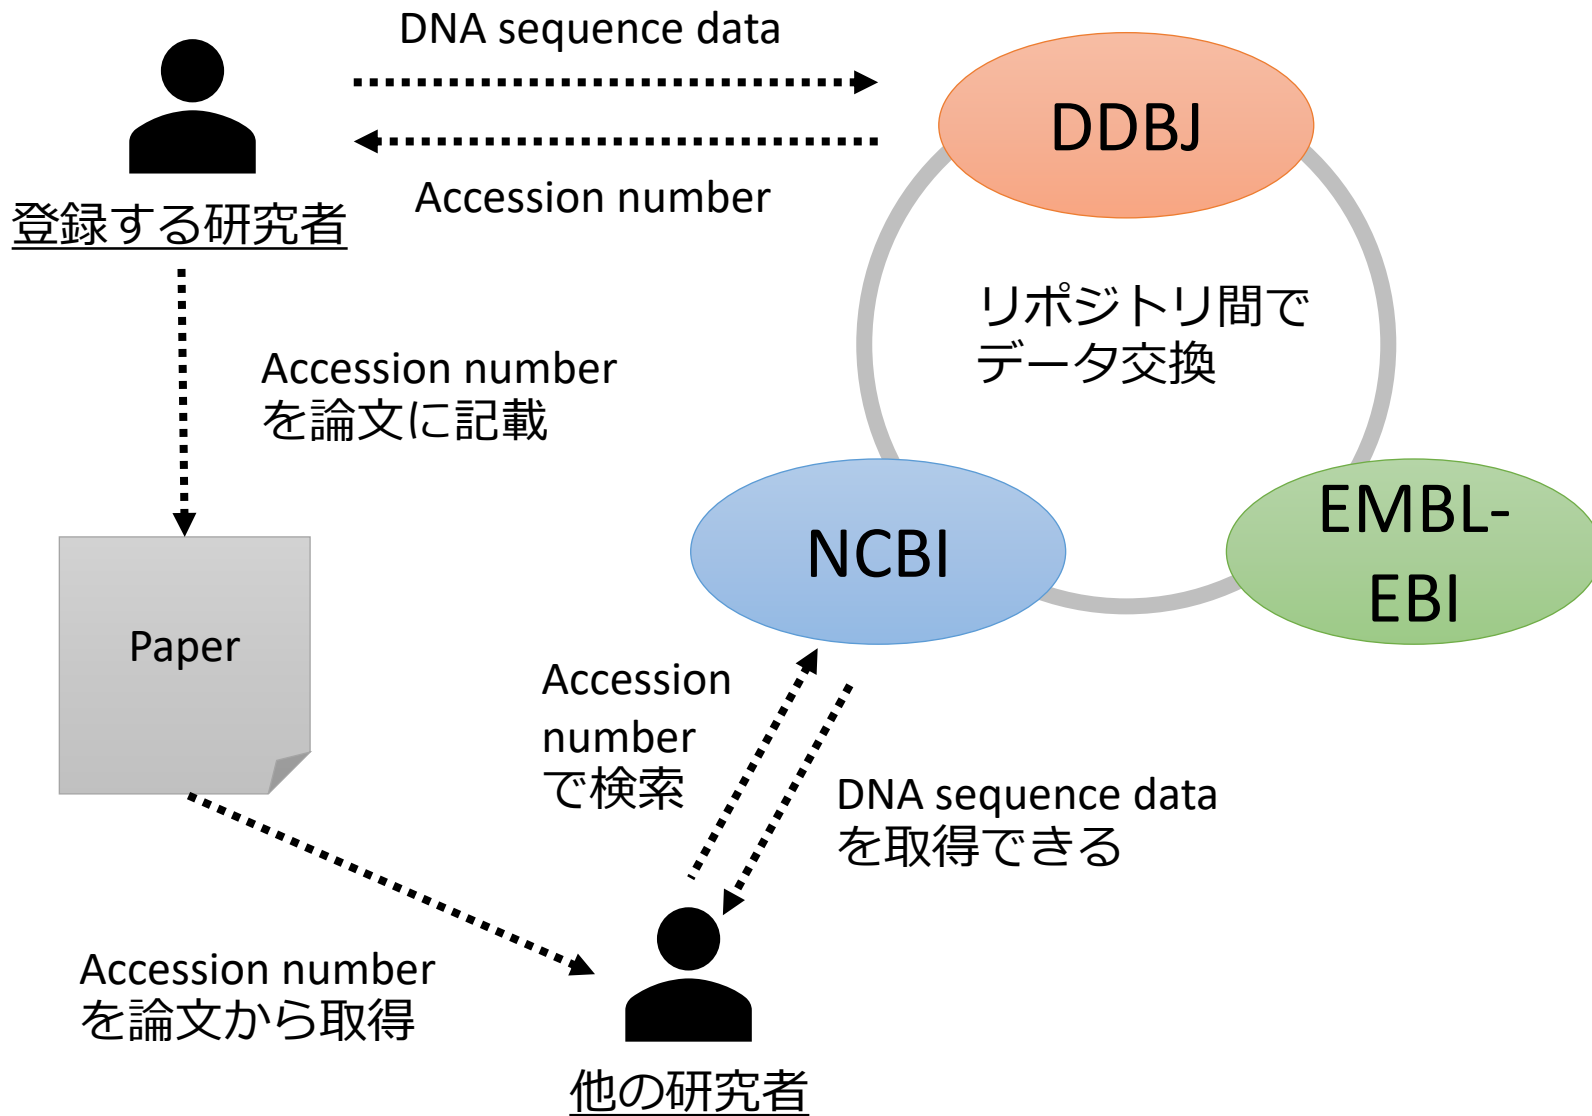 DNA sequence data
DDBJ
Accession number
登録する研究者
リポジトリ間で
データ交換
Accession number
を論文に記載
NCBI
EMBL-
EBI
Paper
Accession
number
で検索
DNA sequence data
を取得できる
Accession number
を論文から取得
他の研究者